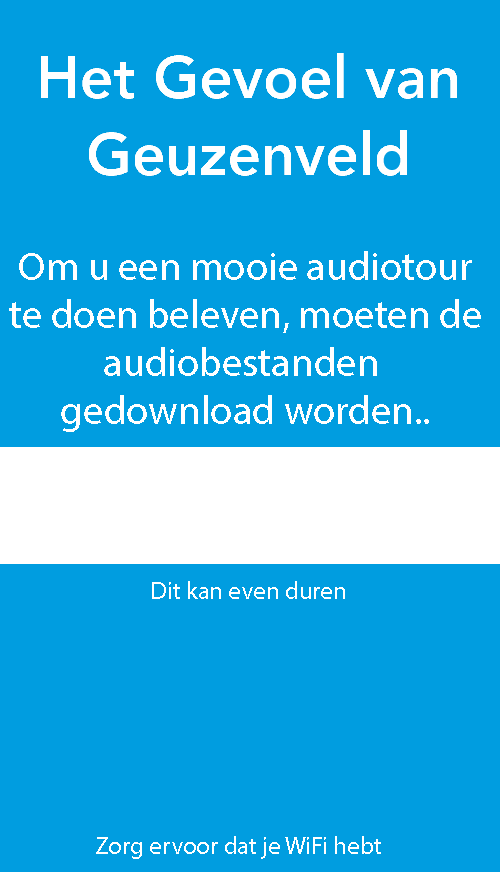 Het Gevoel van
Geuzenveld
Om u een mooie audiotour
te doen beleven, moeten de
audiobestanden
gedownload worden..
Dit kan even duren
Zorg ervoor dat je WiFi hebt